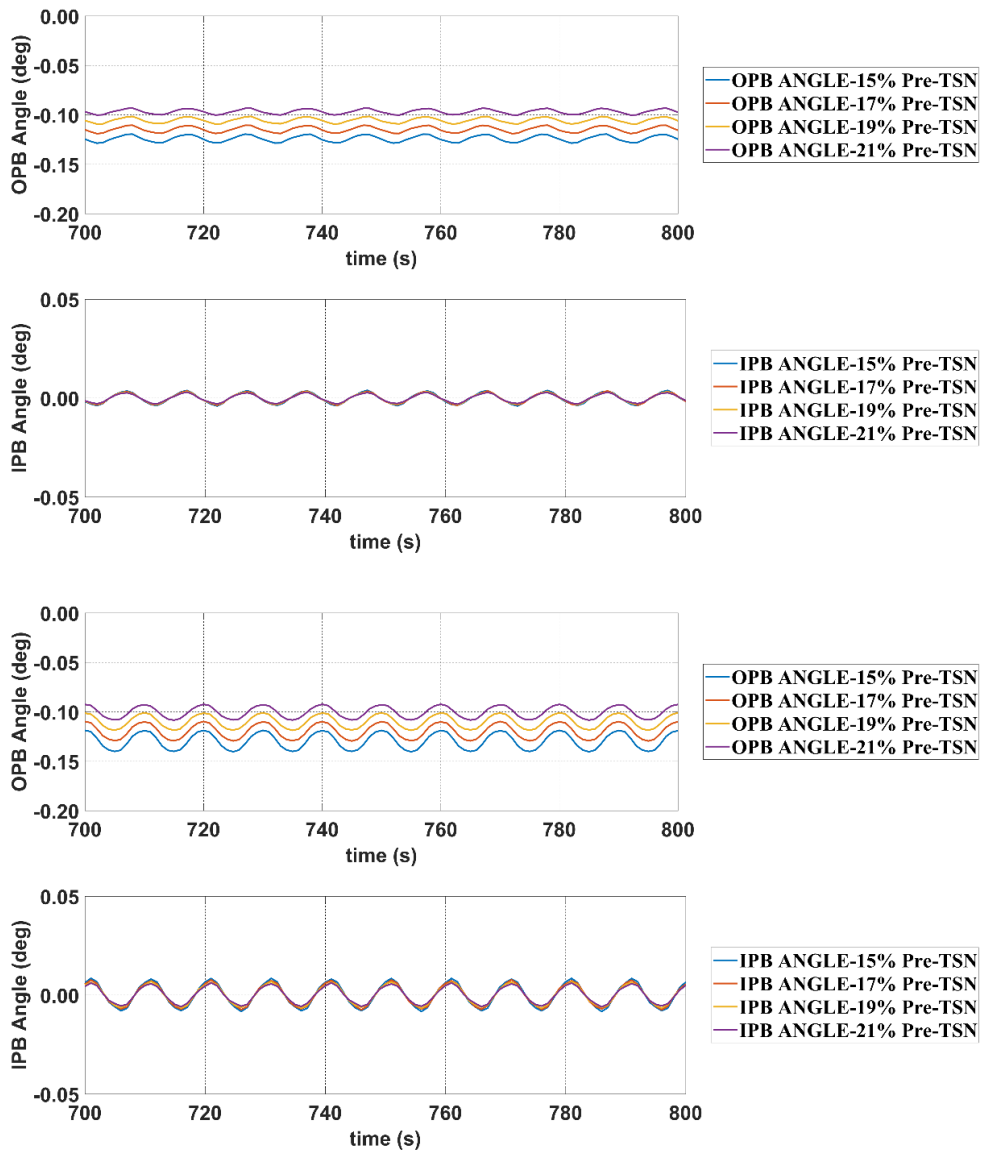 0.00
-0.05
-0.10
-0.15
-0.20
OPB Angle (deg)
700 720 740 760 780 800
time (s)
OPB ANGLE-15% Pre-TSN
OPB ANGLE-17% Pre-TSN
OPB ANGLE-19% Pre-TSN
OPB ANGLE-21% Pre-TSN
0.05
0.00
-0.05
IPB Angle (deg)
700 720 740 760 780 800
time (s)
IPB ANGLE-15% Pre-TSN
IPB ANGLE-17% Pre-TSN
IPB ANGLE-19% Pre-TSN
IPB ANGLE-21% Pre-TSN
0.00
-0.05
-0.10
-0.15
-0.20
OPB Angle (deg)
700 720 740 760 780 800
time (s)
OPB ANGLE-15% Pre-TSN
OPB ANGLE-17% Pre-TSN
OPB ANGLE-19% Pre-TSN
OPB ANGLE-21% Pre-TSN
0.05
0.00
-0.05
IPB Angle (deg)
700 720 740 760 780 800
time (s)
IPB ANGLE-15% Pre-TSN
IPB ANGLE-17% Pre-TSN
IPB ANGLE-19% Pre-TSN
IPB ANGLE-21% Pre-TSN